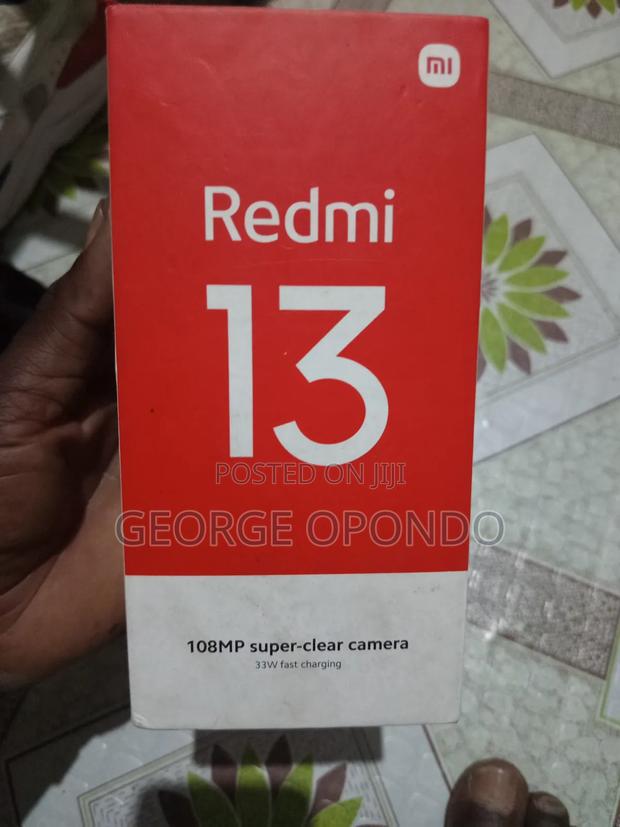 mi
Redmi
13
POSTED ON JIJI
GEORGE OPONDO
108MP super-clear camera
33W fast charging